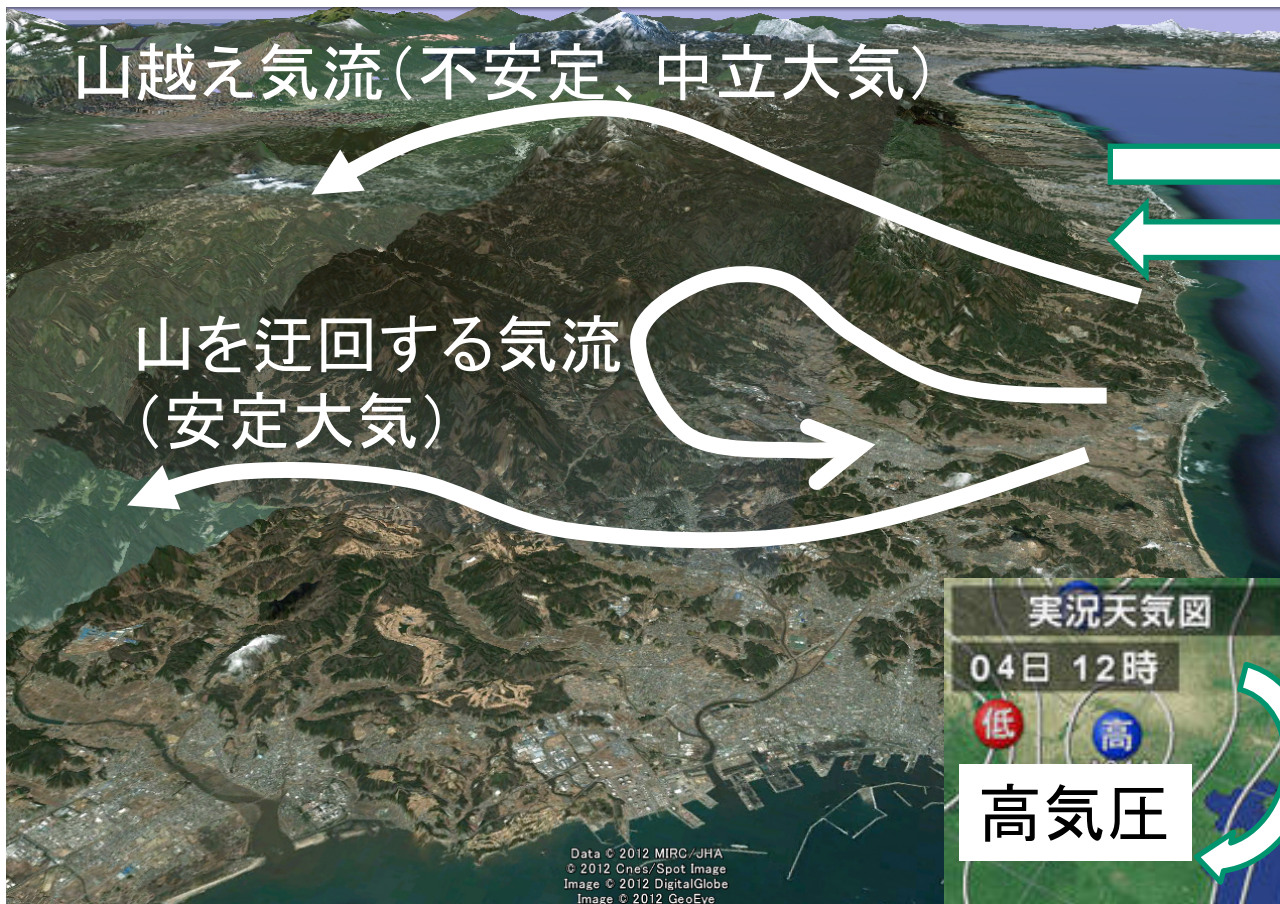 山越え気流（不安定、中立大気）
山を迂回する気流
（安定大気）
実況天気図
04日 12時
低
高
高気圧
Data © 2012 MIRC/JHA
© 2012 Cnes/Spot Image
Image © 2012 DigitalGlobe
Image © 2012 GeoEye